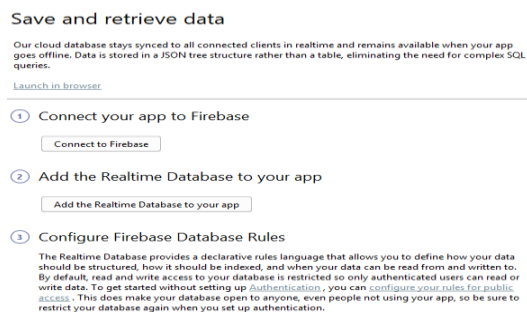 Save and retrieve data
Our cloud database stays synced to all connected clients in realtime and remains available when your app
goes offline. Data is stored in a JSON tree structure rather than a table, eliminating the need for complex SQL
queries.
Launch in browser
1 Connect your app to Firebase
Connect to Firebase
2 Add the Realtime Database to your app
Add the Realtime Database to your app
3 Configure Firebase Database Rules
The Realtime Database provides a declarative rules language that allows you to define how your data
should be structured, how it should be indexed, and when your data can be read from and written to.
By default, read and write access to your database is restricted so only authenticated users can read or
write data. To get started without setting up Authentication , you can configure your rules for public
access . This does make your database open to anyone, even people not using your app, so be sure to
restrict your database again when you set up authentication.